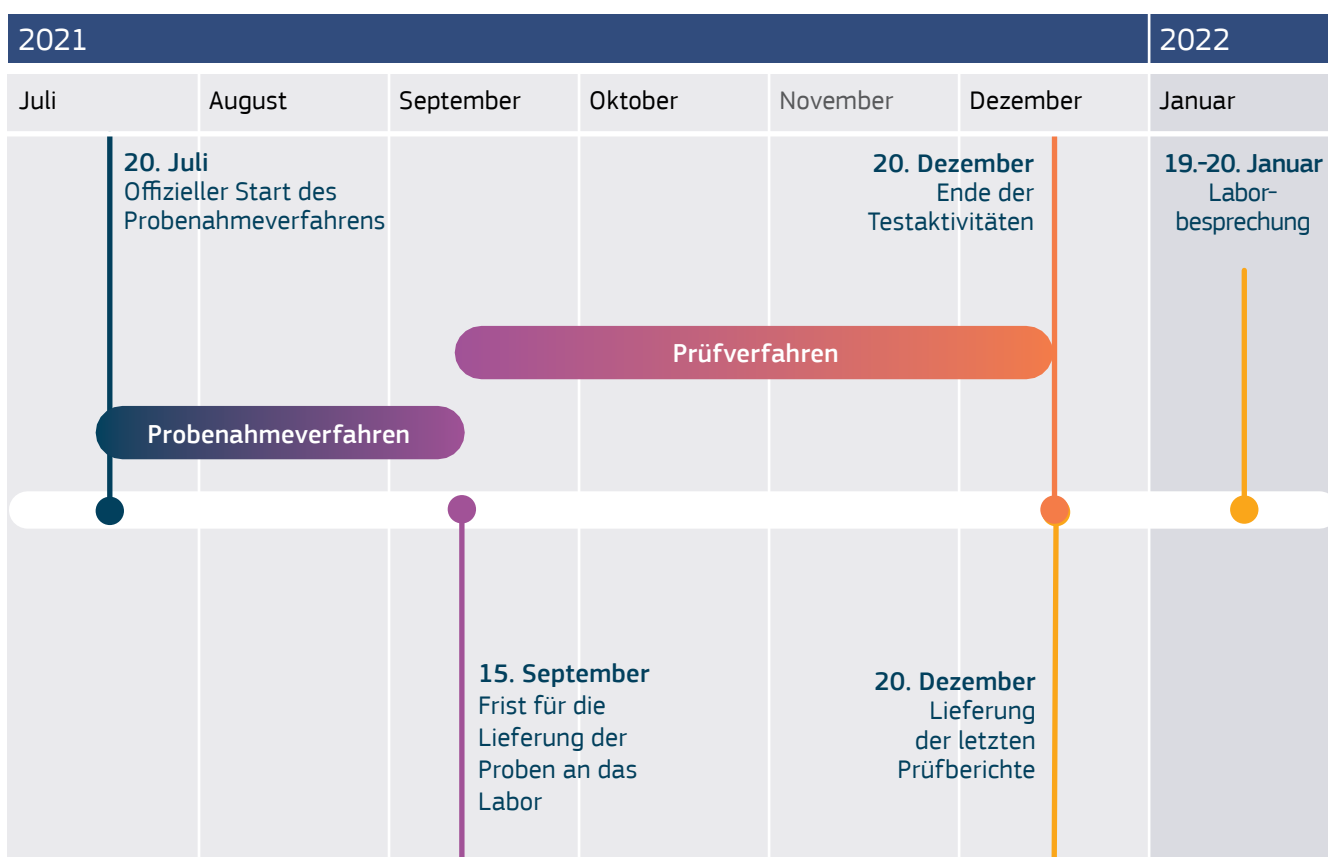 2021
2022
Juli
August
September
Oktober
November
Dezember
Januar
20. Juli
Offizieller Start des
Probenahmeverfahrens
20. Dezember
Ende der
Testaktivitäten
19.-20. Januar
Labor-
besprechung
Prüfverfahren
Probenahmeverfahren
15. September
Frist für die
Lieferung der
Proben an das
Labor
20. Dezember
Lieferung
der letzten
Prüfberichte